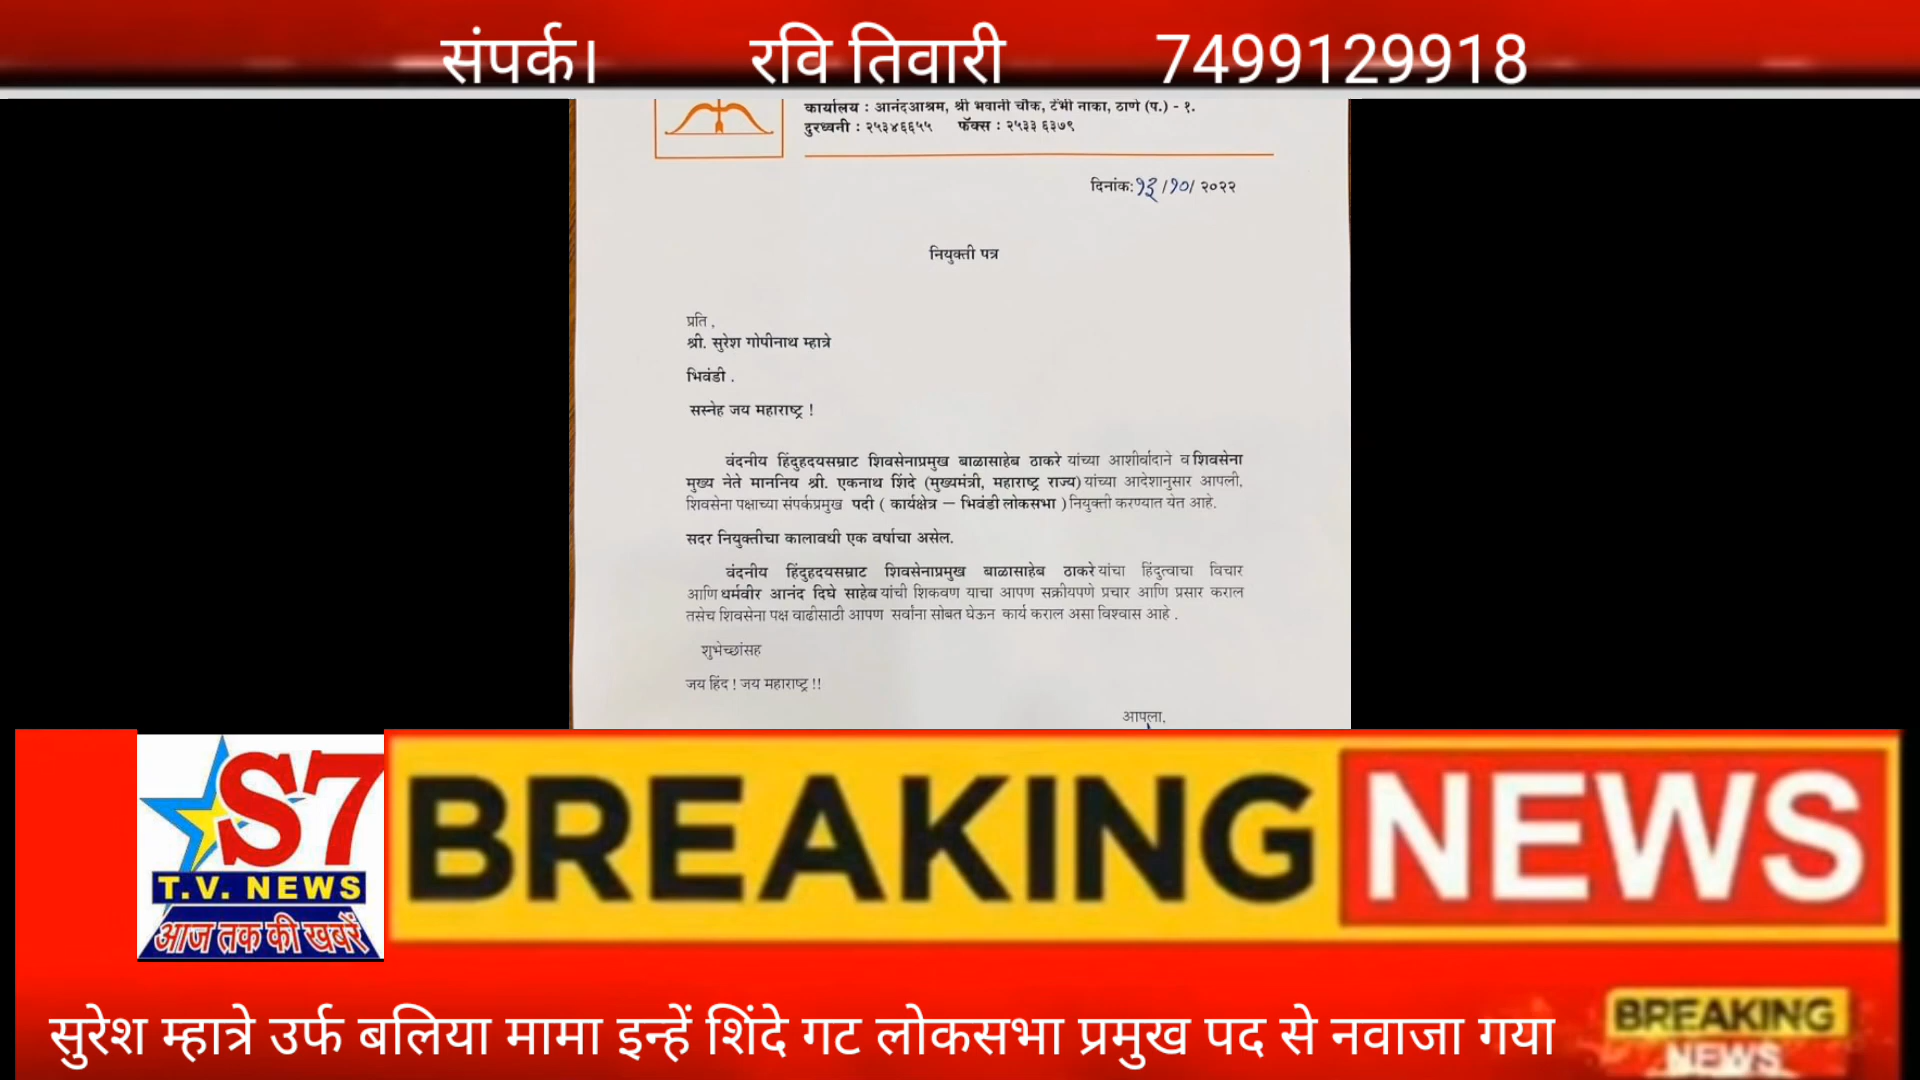 संपर्क। रवि तिवारी 7499129918
कार्यालय : आनंदआश्रम, श्री भवानी चौक, टेंभी नाका, ठाणे (प.) - १.
दुरध्वनी : २५३४६६५५ फॅक्स : २५३३ ६३७९
दिनांक: १३ /१०/ २०२२
नियुक्ती पत्र
प्रति ,
श्री. सुरेश गोपीनाथ म्हात्रे
भिवंडी .
सस्नेह जय महाराष्ट्र !
वंदनीय हिंदुहदयसम्राट शिवसेनाप्रमुख बाळासाहेब ठाकरे यांच्या आशीर्वादाने व शिवसेना
मुख्य नेते माननिय श्री. एकनाथ शिंदे (मुख्यमंत्री, महाराष्ट्र राज्य) यांच्या आदेशानुसार आपली,
शिवसेना पक्षाच्या संपर्कप्रमुख पदी ( कार्यक्षेत्र – भिवंडी लोकसभा ) नियुक्ती करण्यात येत आहे.
सदर नियुक्तीचा कालावधी एक वर्षाचा असेल.
वंदनीय हिंदुहदयसम्राट शिवसेनाप्रमुख बाळासाहेब ठाकरे यांचा हिंदुत्वाचा विचार
आणि धर्मवीर आनंद दिघे साहेब यांची शिकवण याचा आपण सक्रीयपणे प्रचार आणि प्रसार कराल
तसेच शिवसेना पक्ष वाढीसाठी आपण सर्वांना सोबत घेऊन कार्य कराल असा विश्वास आहे .
शुभेच्छांसह
जय हिंद ! जय महाराष्ट्र !!
आपला,
S7
T.V. NEWS
आज तक की खबरें
BREAKING NEWS
सुरेश म्हात्रे उर्फ बलिया मामा इन्हें शिंदे गट लोकसभा प्रमुख पद से नवाजा गया
BREAKING
NEWS